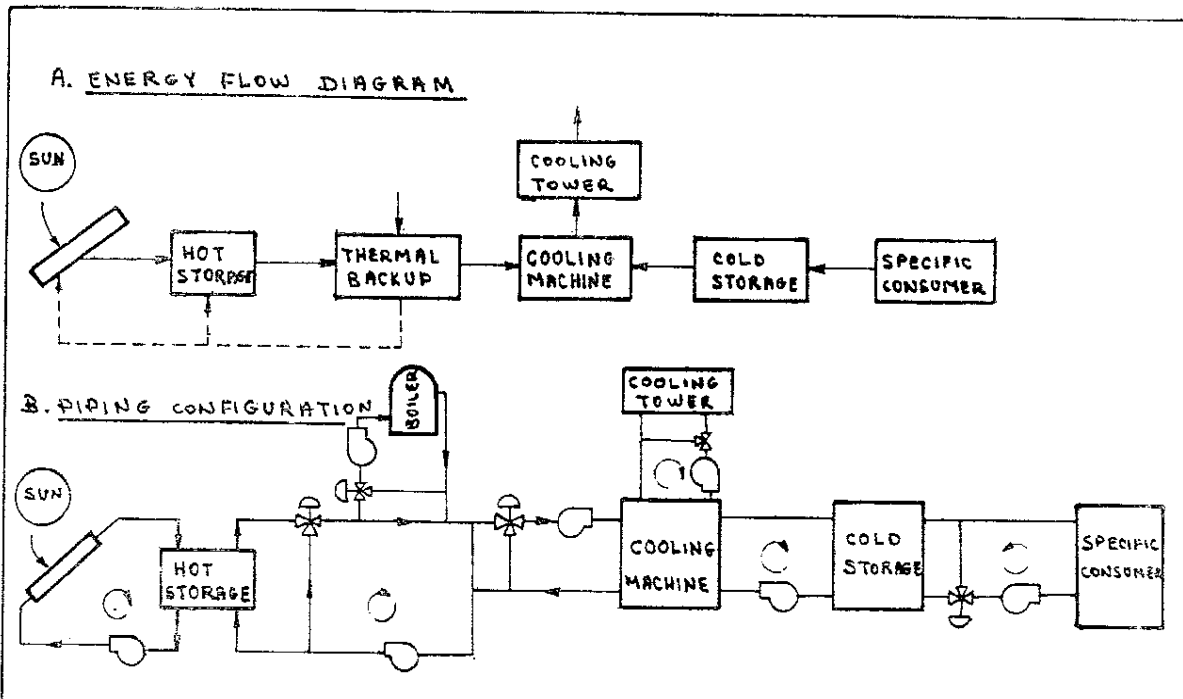 A. ENERGY FLOW DIAGRAM
SUN
COOLING
TOWER
HOT
STORAGE
THERMAL
BACKUP
COOLING
MACHINE
COLD
STORAGE
SPECIFIC
CONSUMER
B. PIPING CONFIGURATION
BOILER
COOLING
TOWER
SUN
HOT
STORAGE
COOLING
MACHINE
COLD
STORAGE
SPECIFIC
CONSUMER